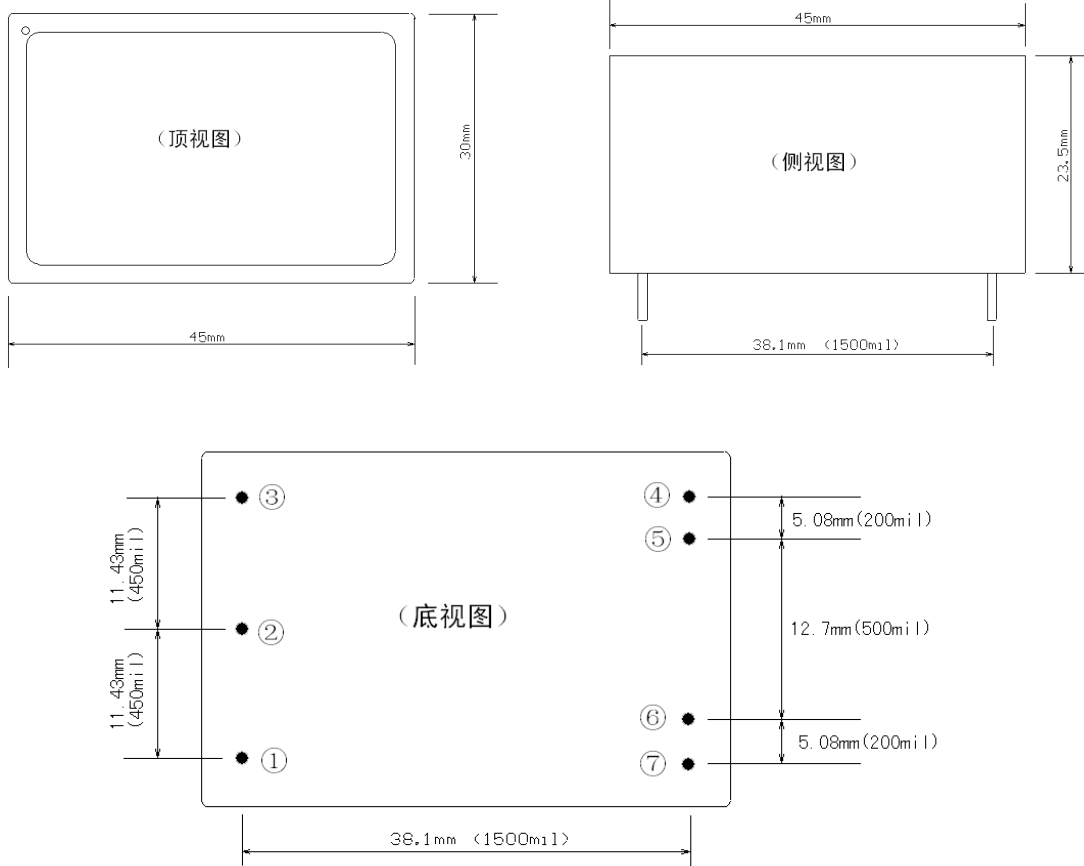 （顶视图）
30mm
45mm
45mm
（侧视图）
23.5mm
38.1mm （1500mil）
③
④
5.08mm(200mil)
⑤
11.43mm
(450mil)
（底视图）
②
12.7mm(500mil)
11.43mm
(450mil)
⑥
5.08mm(200mil)
①
⑦
38.1mm （1500mil）